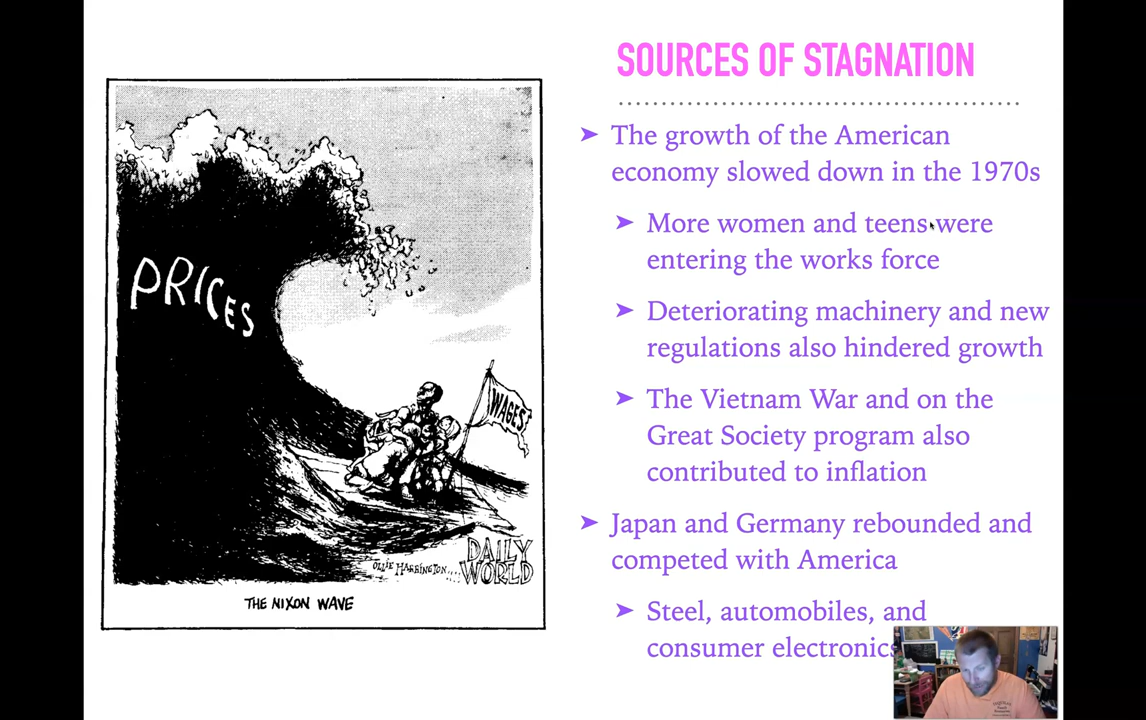 SOURCES OF STAGNATION
➤ The growth of the American
economy slowed down in the 1970s
➤ More women and teens were
entering the works force
➤ Deteriorating machinery and new
regulations also hindered growth
➤ The Vietnam War and on the
Great Society program also
contributed to inflation
➤ Japan and Germany rebounded and
competed with America
➤ Steel, automobiles, and
consumer electronics
PRICES
WAGES
OLLIE HARRINGTON....
DAILY
WORLD
THE NIXON WAVE